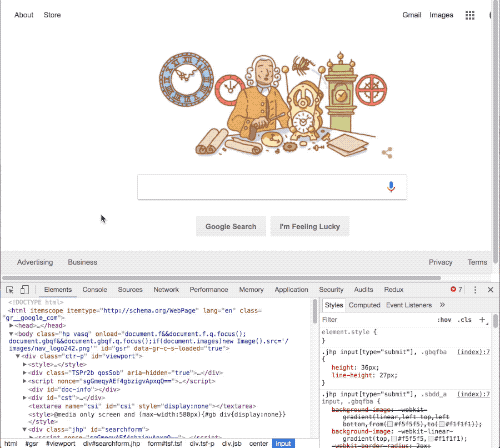 About Store Gmail Images
Google Search I'm Feeling Lucky
Advertising Business Privacy Terms
Elements Console Sources Network Performance Memory Application Security Audits Redux 7
<!DOCTYPE html>
<html itemscope itemtype="http://schema.org/WebPage" lang="en" class=
"gr__google_com">
<head>…</head>
<body class="hp vasq" onload="document.f&&document.f.q.focus();
document.gbqf&&document.gbqf.q.focus();if(document.images)new Image().src='/
images/nav_logo242.png'" id="gsr" data-gr-c-s-loaded="true">
<div class="ctr-p" id="viewport">
<style>…</style>
<div class="TSPr2b qosSub" aria-hidden="true">…</div>
<div id="doc-info"></div>
<div id="cst">…</div>
<textarea name="csi" id="csi" style="display:none"></textarea>
<style>@media only screen and (max-width:580px){#gb div{display:none}}
</style>
<div class="jhp" id="searchform">
html #gsr #viewport div#searchform.jhp form#tsf.tsf div.tsf-p div.jsb center input
Styles Computed Event Listeners »
Filter :hov .cls +
element.style {
}
.jhp input[type="submit"], .gbqfba (index):7
{
height: 36px;
line-height: 27px;
}
.jhp input[type="submit"], .sbdd_a (index):7
input, .gbqfba {
background-image: -webkit-
gradient(linear,left top,left
bottom,from(#f5f5f5),to(#f1f1f1));
background-image: -webkit-linear-
gradient(top,#f5f5f5,#f1f1f1);
-webkit-border-radius: 2px;